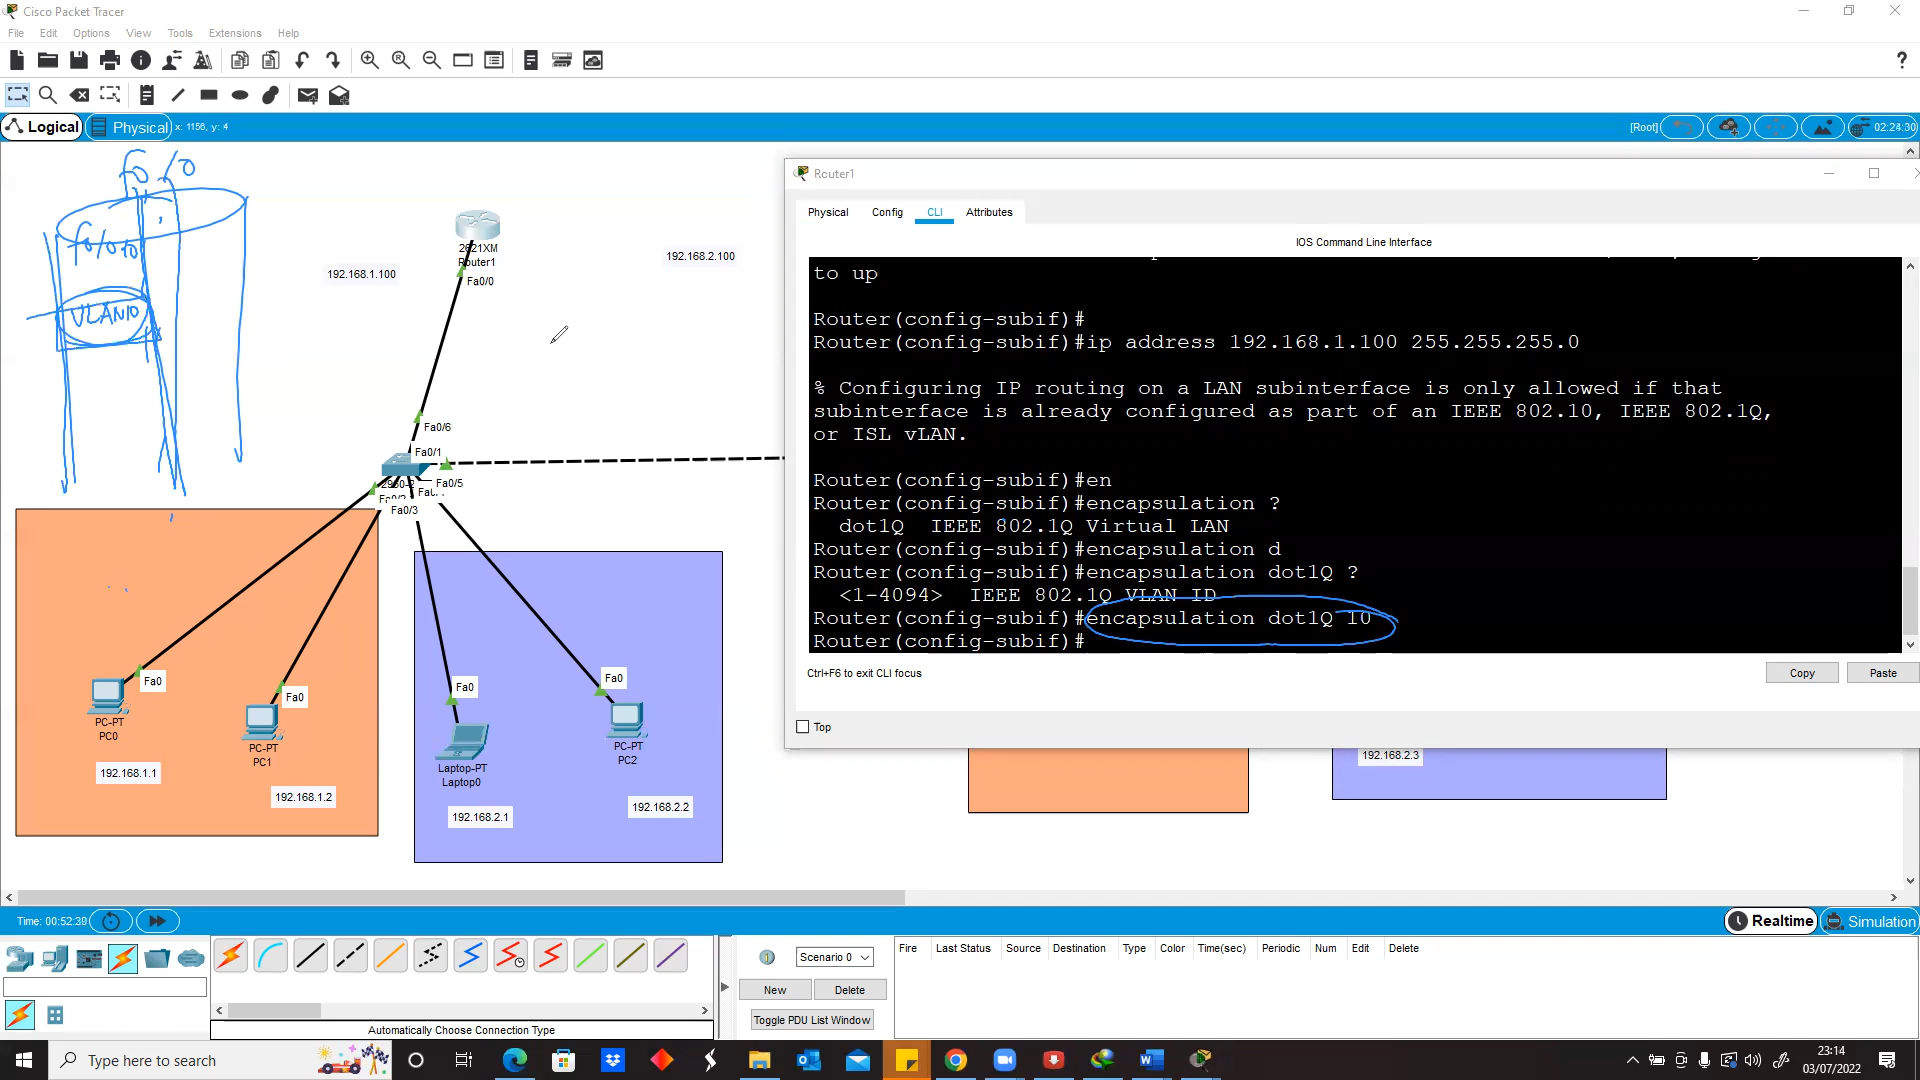 Cisco Packet Tracer
File Edit Options View Tools Extensions Help
Logical Physical x: 1156, y: 4 [Root] 02:24:30
f0/0
f0/0.10
VLAN10
2621XM
Router1
Fa0/0
192.168.1.100
192.168.2.100
Fa0/6
Fa0/1
Fa0/5
Fa0/3
Fa0
PC-PT
PC0
192.168.1.1
Fa0
PC-PT
PC1
192.168.1.2
Fa0
Laptop-PT
Laptop0
192.168.2.1
Fa0
PC-PT
PC2
192.168.2.2
192.168.2.3
Router1
Physical Config CLI Attributes
IOS Command Line Interface
to up
Router(config-subif)#
Router(config-subif)#ip address 192.168.1.100 255.255.255.0
% Configuring IP routing on a LAN subinterface is only allowed if that
subinterface is already configured as part of an IEEE 802.10, IEEE 802.1Q,
or ISL vLAN.
Router(config-subif)#en
Router(config-subif)#encapsulation ?
dot1Q IEEE 802.1Q Virtual LAN
Router(config-subif)#encapsulation d
Router(config-subif)#encapsulation dot1Q ?
<1-4094> IEEE 802.1Q VLAN ID
Router(config-subif)#encapsulation dot1Q 10
Router(config-subif)#
Ctrl+F6 to exit CLI focus
Copy Paste
Top
Time: 00:52:38 Realtime Simulation
Automatically Choose Connection Type
Scenario 0
New Delete
Toggle PDU List Window
Fire Last Status Source Destination Type Color Time(sec) Periodic Num Edit Delete
Type here to search
23:14
03/07/2022